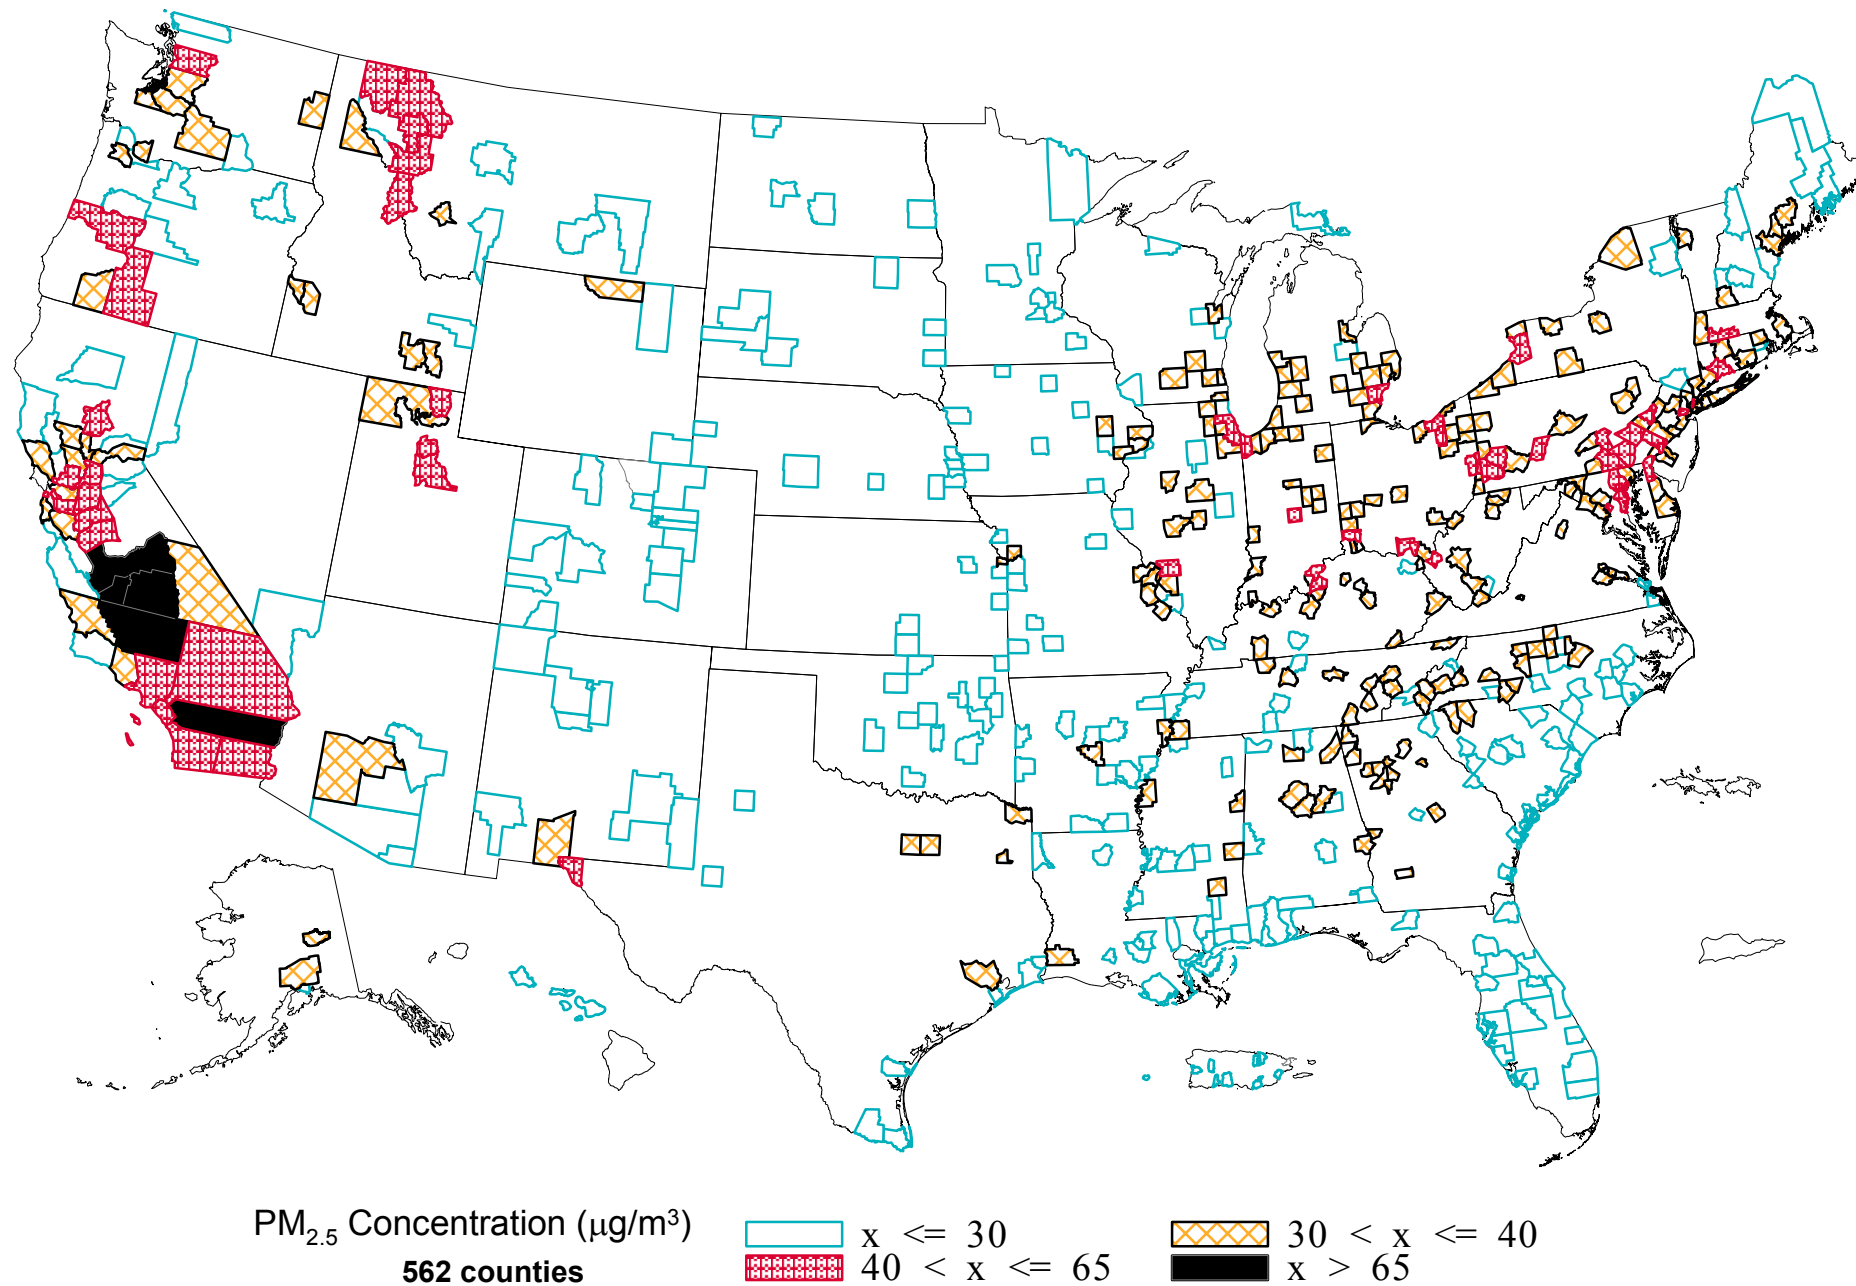 PM2.5 Concentration (μg/m³)
562 counties
x <= 30
30 < x <= 40
40 < x <= 65
x > 65